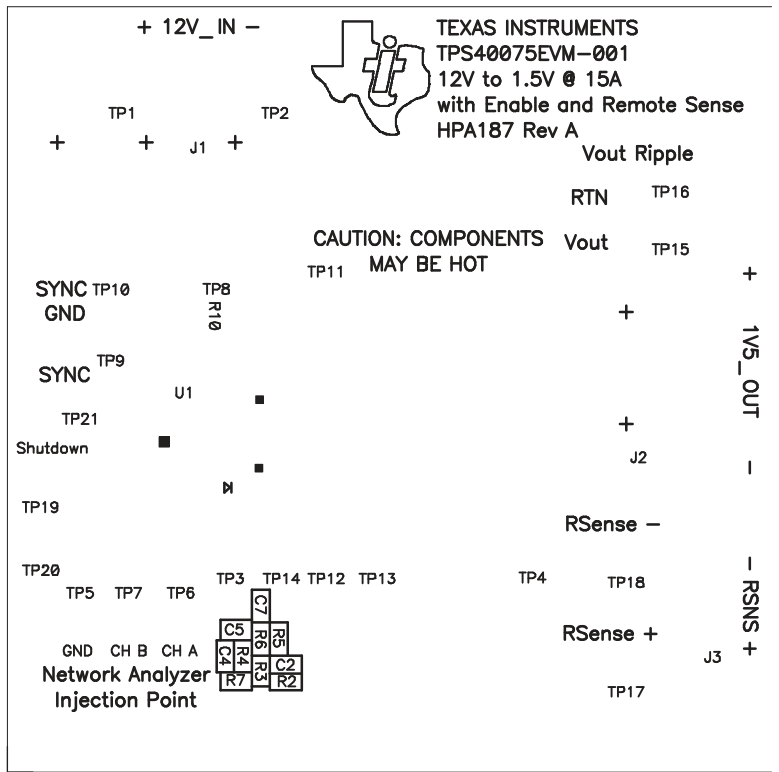 + 12V_IN -
TEXAS INSTRUMENTS
TPS40075EVM-001
12V to 1.5V @ 15A
with Enable and Remote Sense
HPA187 Rev A
TP1
TP2
+ + J1 +
Vout Ripple
RTN
TP16
CAUTION: COMPONENTS
MAY BE HOT
Vout
TP15
TP11
+
SYNC
GND
TP10
TP8
R10
+
1V5_OUT
TP9
SYNC
U1
TP21
Shutdown
+
J2
-
TP19
RSense -
TP20
TP5
TP7
TP6
TP3
TP14
TP12
TP13
TP4
TP18
- RSNS +
C7
C5
R6
R5
C4
R4
R3
C2
R7
R2
RSense +
J3
GND
CH B
CH A
Network Analyzer
Injection Point
TP17